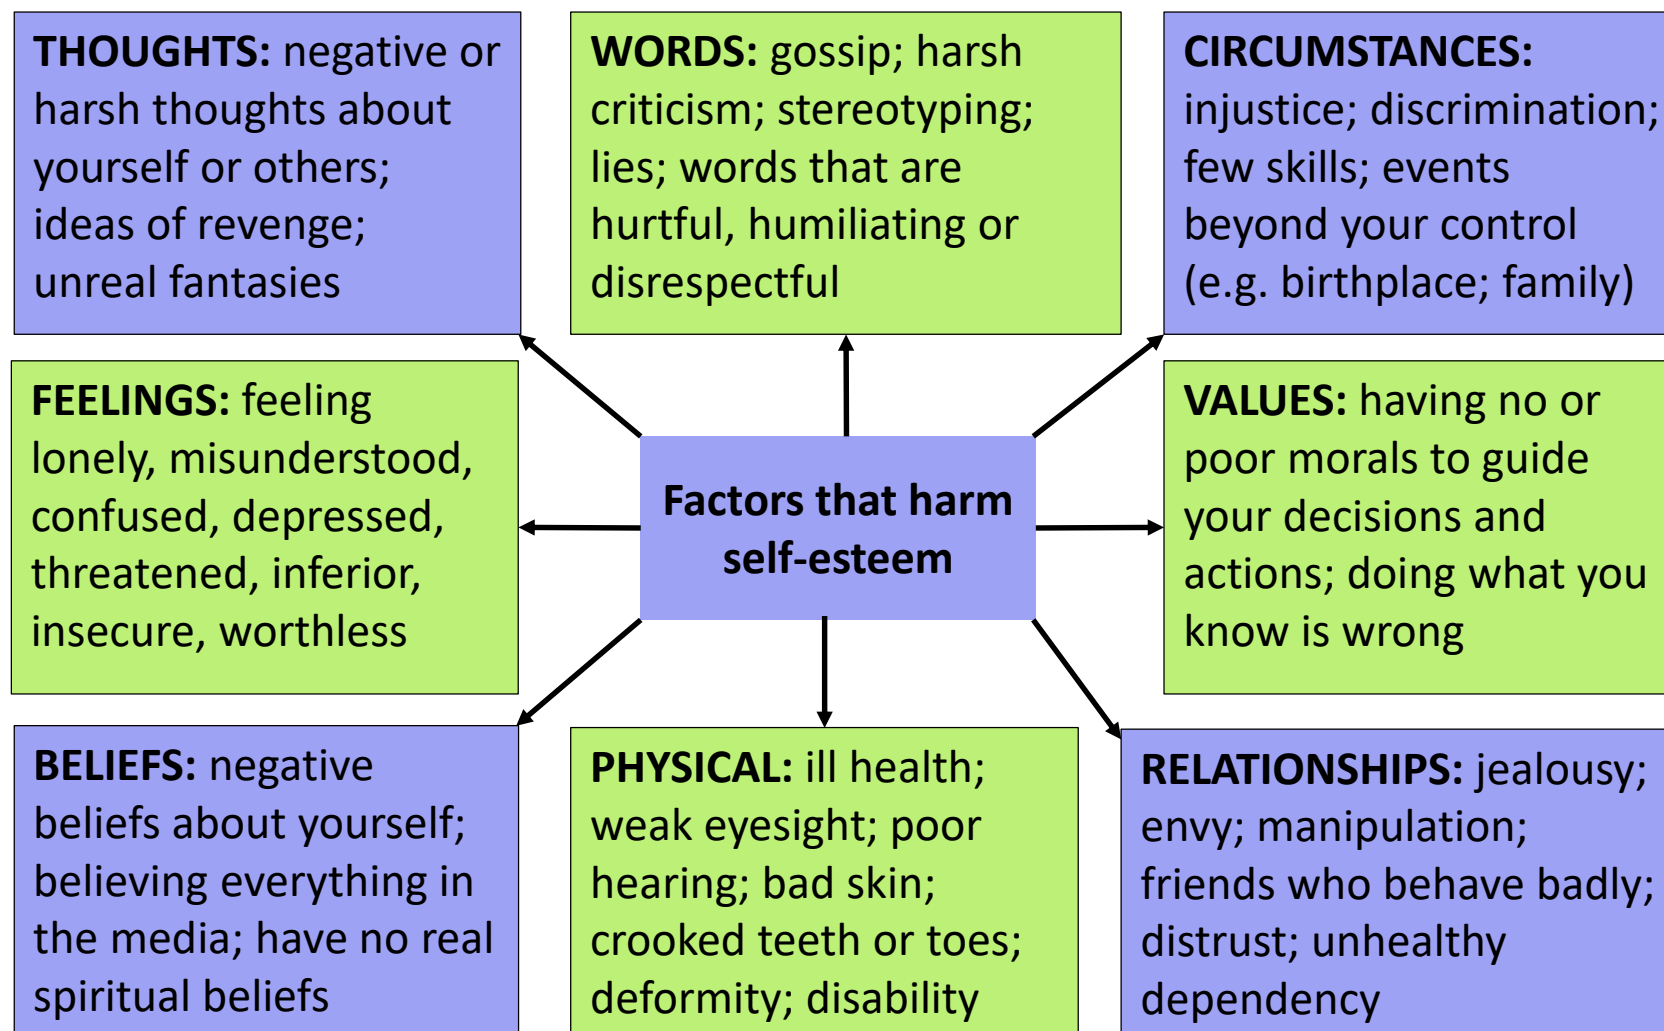 THOUGHTS: negative or
harsh thoughts about
yourself or others;
ideas of revenge;
unreal fantasies
WORDS: gossip; harsh
criticism; stereotyping;
lies; words that are
hurtful, humiliating or
disrespectful
CIRCUMSTANCES:
injustice; discrimination;
few skills; events
beyond your control
(e.g. birthplace; family)
FEELINGS: feeling
lonely, misunderstood,
confused, depressed,
threatened, inferior,
insecure, worthless
Factors that harm
self-esteem
VALUES: having no or
poor morals to guide
your decisions and
actions; doing what you
know is wrong
BELIEFS: negative
beliefs about yourself;
believing everything in
the media; have no real
spiritual beliefs
PHYSICAL: ill health;
weak eyesight; poor
hearing; bad skin;
crooked teeth or toes;
deformity; disability
RELATIONSHIPS: jealousy;
envy; manipulation;
friends who behave badly;
distrust; unhealthy
dependency